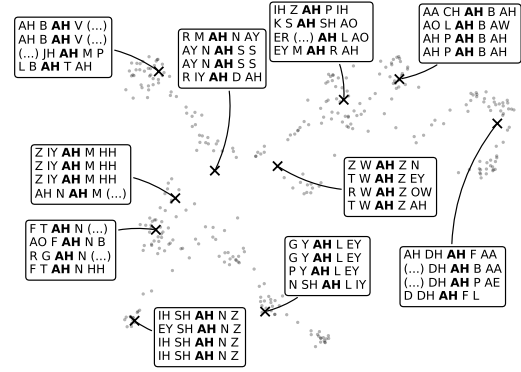 AH B AH V (...)
AH B AH V (...)
(...) JH AH M P
L B AH T AH
R M AH N AY
AY N AH S S
AY N AH S S
R IY AH D AH
IH Z AH P IH
K S AH SH AO
ER (...) AH L AO
EY M AH R AH
AA CH AH B AH
AO L AH B AW
AH P AH B AH
AH P AH B AH
Z IY AH M HH
Z IY AH M HH
Z IY AH M HH
AH N AH M (...)
Z W AH Z N
T W AH Z EY
R W AH Z OW
T W AH Z AH
F T AH N (...)
AO F AH N B
R G AH N (...)
F T AH N HH
G Y AH L EY
G Y AH L EY
P Y AH L EY
N SH AH L IY
AH DH AH F AA
(...) DH AH B AA
(...) DH AH P AE
D DH AH F L
IH SH AH N Z
EY SH AH N Z
IH SH AH N Z
IH SH AH N Z